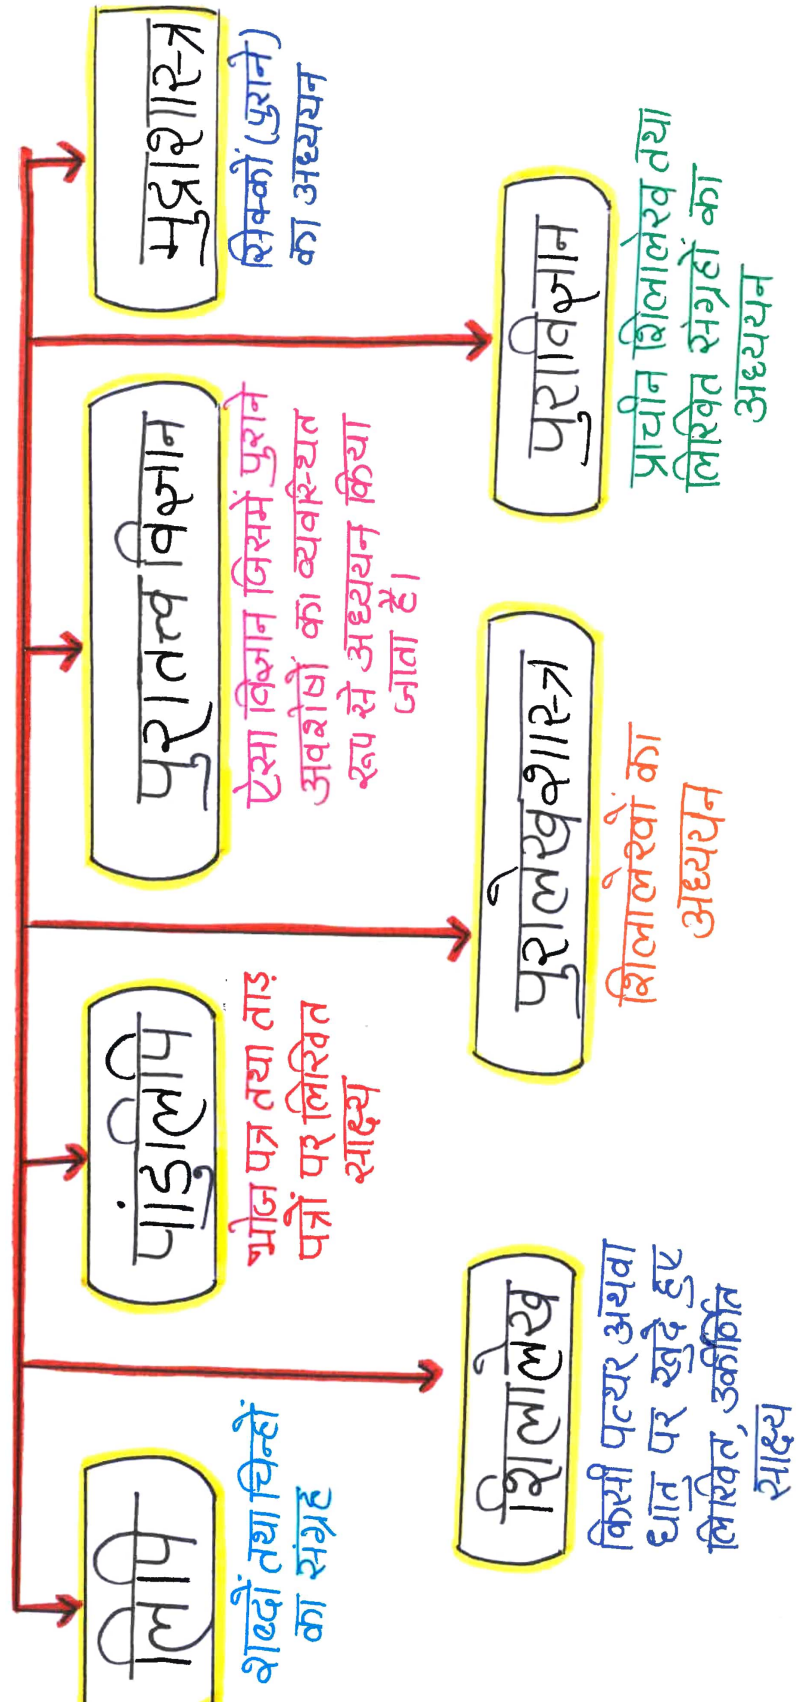 लिपि
शब्दों तथा चिन्हों
का संग्रह
शिलालेख
किसी पत्थर अथवा
धातु पर खुदे हुए
लिखित, उकीर्णित
साक्ष्य
पांडुलिपि
भोज पत्र तथा ताड़
पत्रों पर लिखित
साक्ष्य
पुरालेखशास्त्र
शिलालेखों का
अध्ययन
पुरातत्व विज्ञान
ऐसा विज्ञान जिसमें पुराने
अवशेषों का व्यवस्थित
रूप से अध्ययन किया
जाता है।
पुराविज्ञान
प्राचीन शिलालेख तथा
लिखित संग्रहों का
अध्ययन
मुद्राशास्त्र
सिक्कों (पुराने)
का अध्ययन